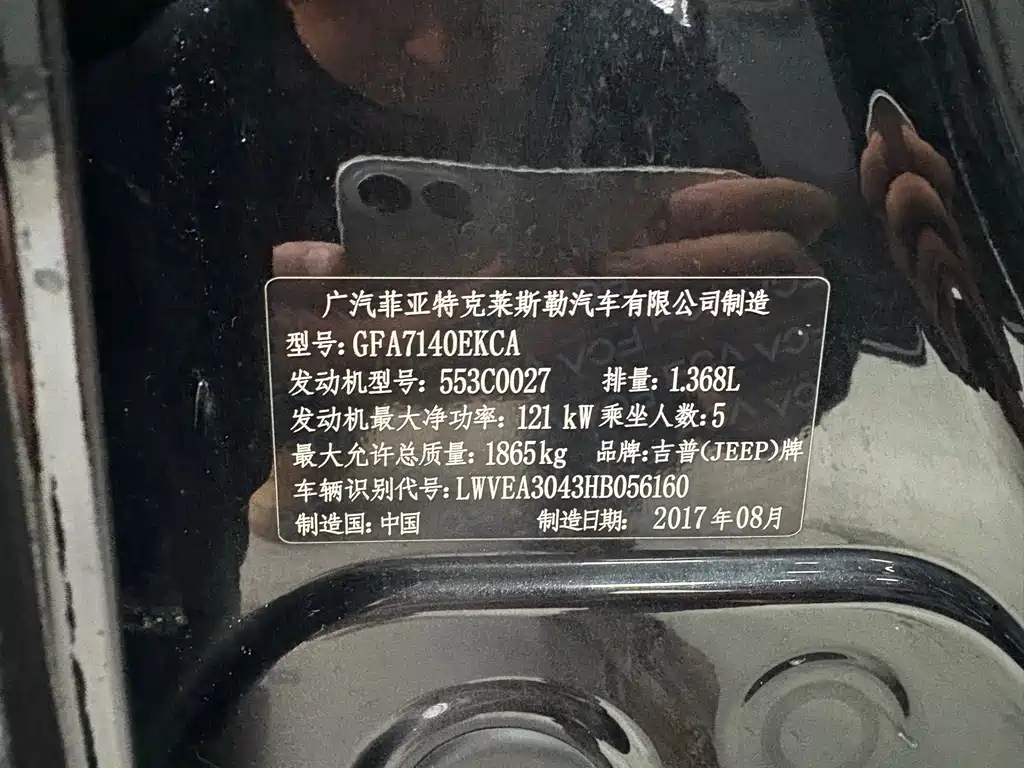 广汽菲亚特克莱斯勒汽车有限公司制造
型号: GFA7140EKCA
发动机型号: 553C0027 排量: 1.368L
发动机最大净功率: 121 kW 乘坐人数: 5
最大允许总质量: 1865kg 品牌: 吉普(JEEP)牌
车辆识别代号: LWVEA3043HB056160
制造国: 中国 制造日期: 2017年08月